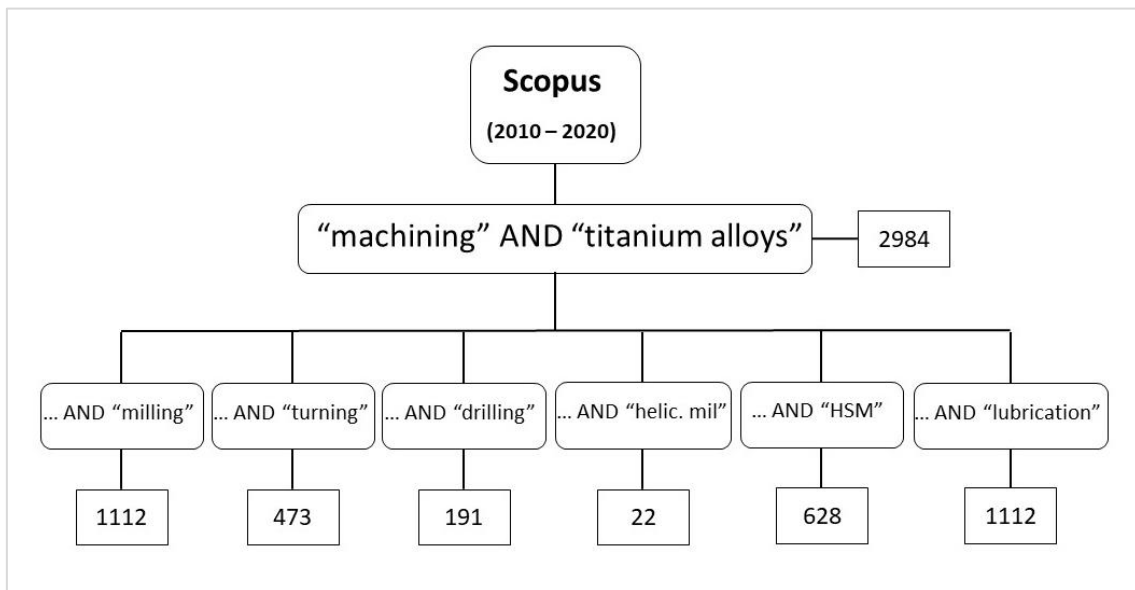 Scopus
(2010 – 2020)
“machining” AND “titanium alloys”
2984
... AND “milling”
... AND “turning”
... AND “drilling”
... AND “helic. mil”
... AND “HSM”
... AND “lubrication”
1112
473
191
22
628
1112